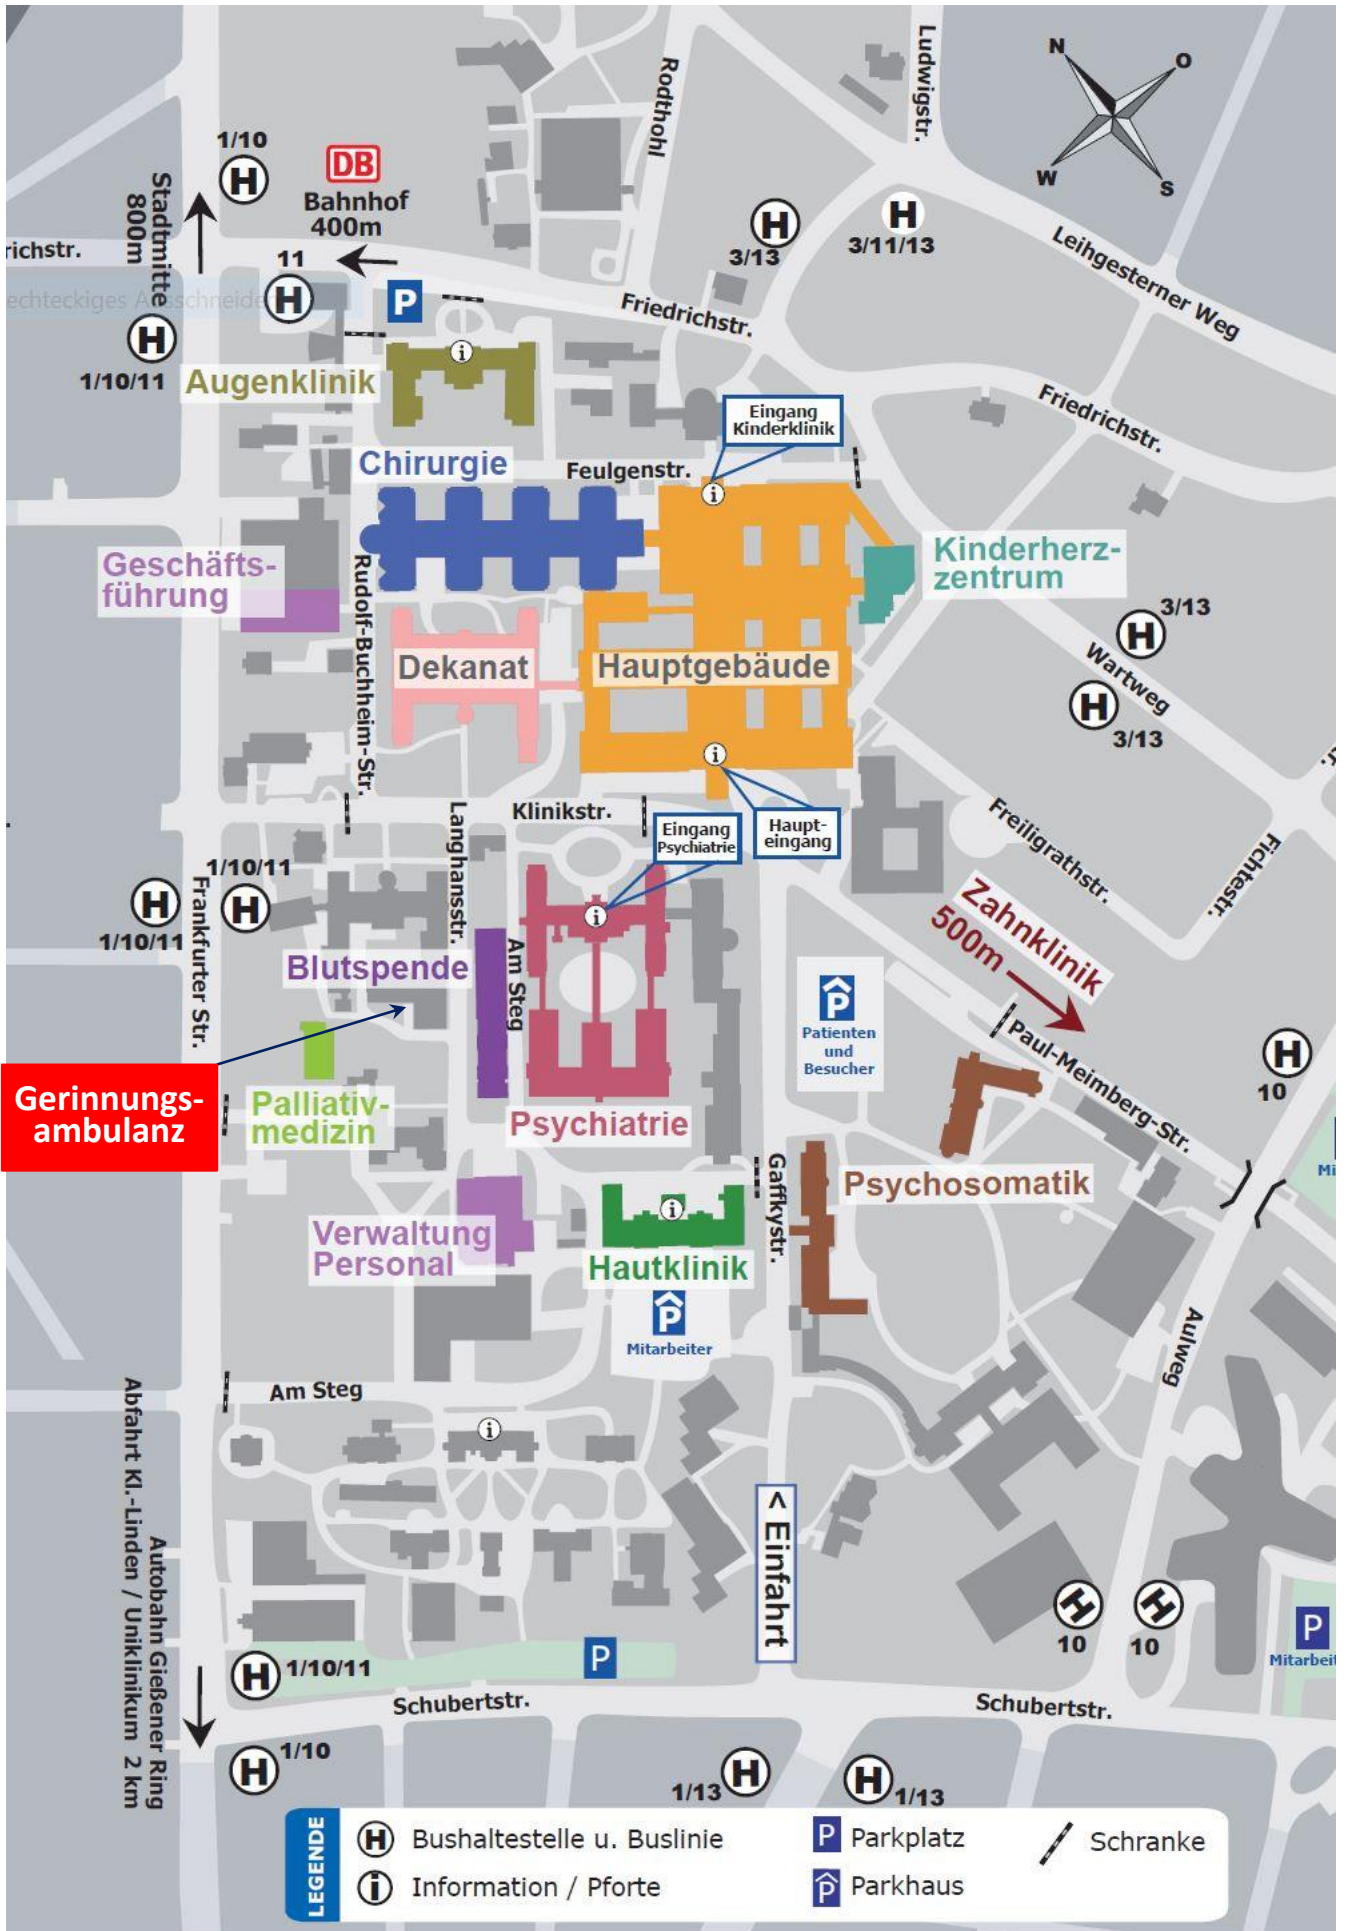 N
O
W
S
Ludwigstr.
Rodthohl
1/10
H
DB
Bahnhof
400m
Stadtmitte
800m
richstr.
11
H
P
H
1/10/11
H
3/13
H
3/11/13
Leihgesterner Weg
Friedrichstr.
Friedrichstr.
echteckiges A sschneide
i
Augenklinik
Eingang
Kinderklinik
Chirurgie
Feulgenstr.
i
Geschäfts-
führung
Rudolf-Buchheim-Str.
Kinderherz-
zentrum
Dekanat
Hauptgebäude
H
3/13
Wartweg
H
3/13
i
Klinikstr.
Eingang
Psychiatrie
Haupt-
eingang
Langhansstr.
Freiligrathstr.
Fichtestr.
1/10/11
H
H
1/10/11
Frankfurter Str.
i
Zahnklinik
500m
Blutspende
Am Steg
P
Patienten
und
Besucher
Paul-Meimberg-Str.
H
10
Gerinnungs-
ambulanz
Palliativ-
medizin
Psychiatrie
Mi
Gaffkystr.
Psychosomatik
i
Verwaltung
Personal
Hautklinik
P
Mitarbeiter
Aulweg
Am Steg
i
Abfahrt Kl.-Linden / Uniklinikum 2 km
Autobahn Gießener Ring
< Einfahrt
H
10
H
10
P
Mitarbeit
H
1/10/11
P
Schubertstr.
Schubertstr.
H
1/10
1/13
H
H
1/13
LEGENDE
H Bushaltestelle u. Buslinie
P Parkplatz
Schranke
i Information / Pforte
P Parkhaus